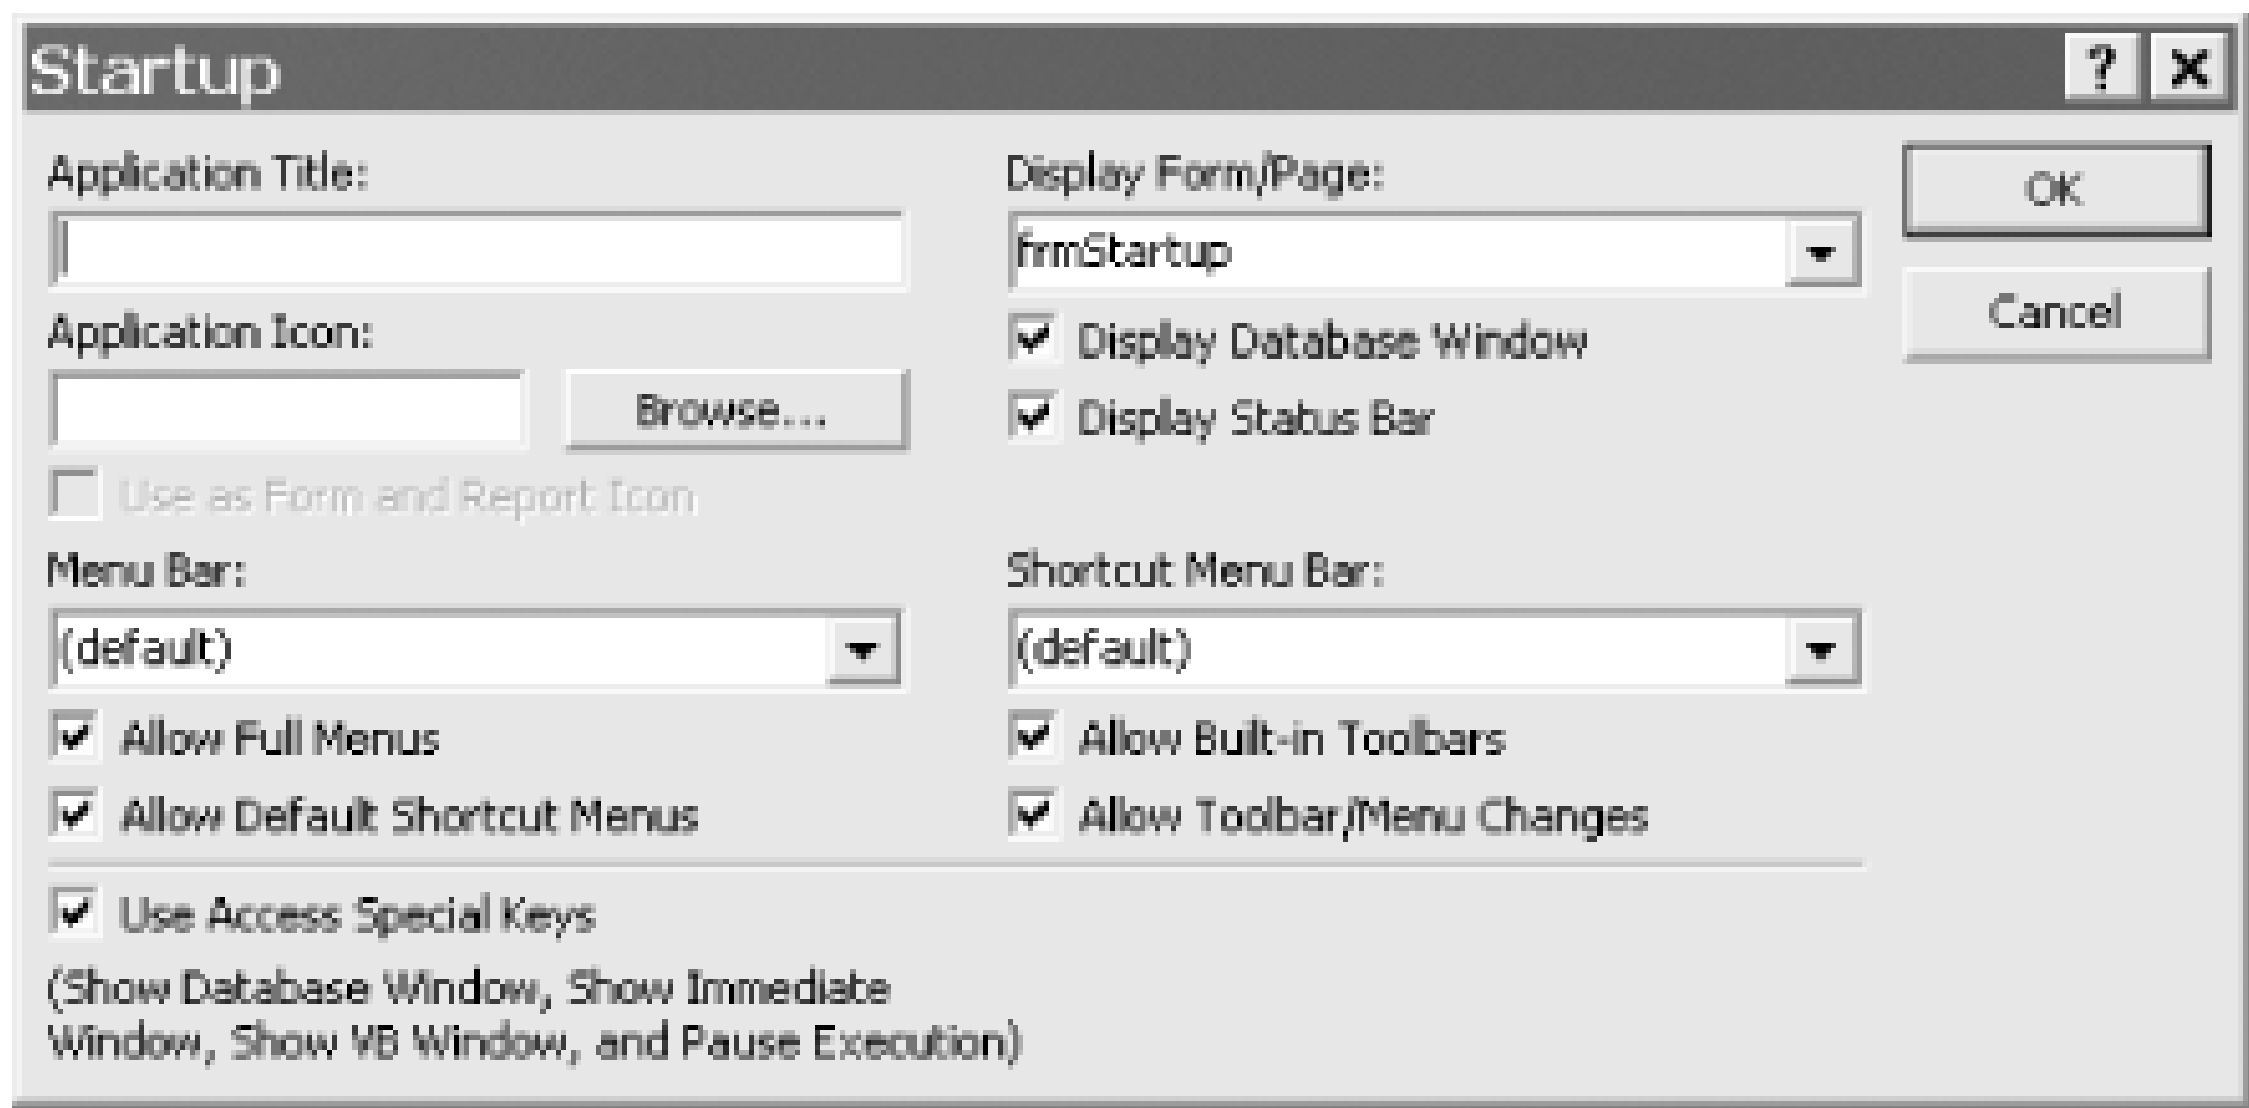 Startup
Application Title:
Display Form/Page:
OK
frmStartup
Cancel
Application Icon:
Display Database Window
Browse...
Display Status Bar
Use as Form and Report Icon
Menu Bar:
Shortcut Menu Bar:
(default)
(default)
Allow Full Menus
Allow Built-in Toolbars
Allow Default Shortcut Menus
Allow Toolbar/Menu Changes
Use Access Special Keys
(Show Database Window, Show Immediate
Window, Show VB Window, and Pause Execution)